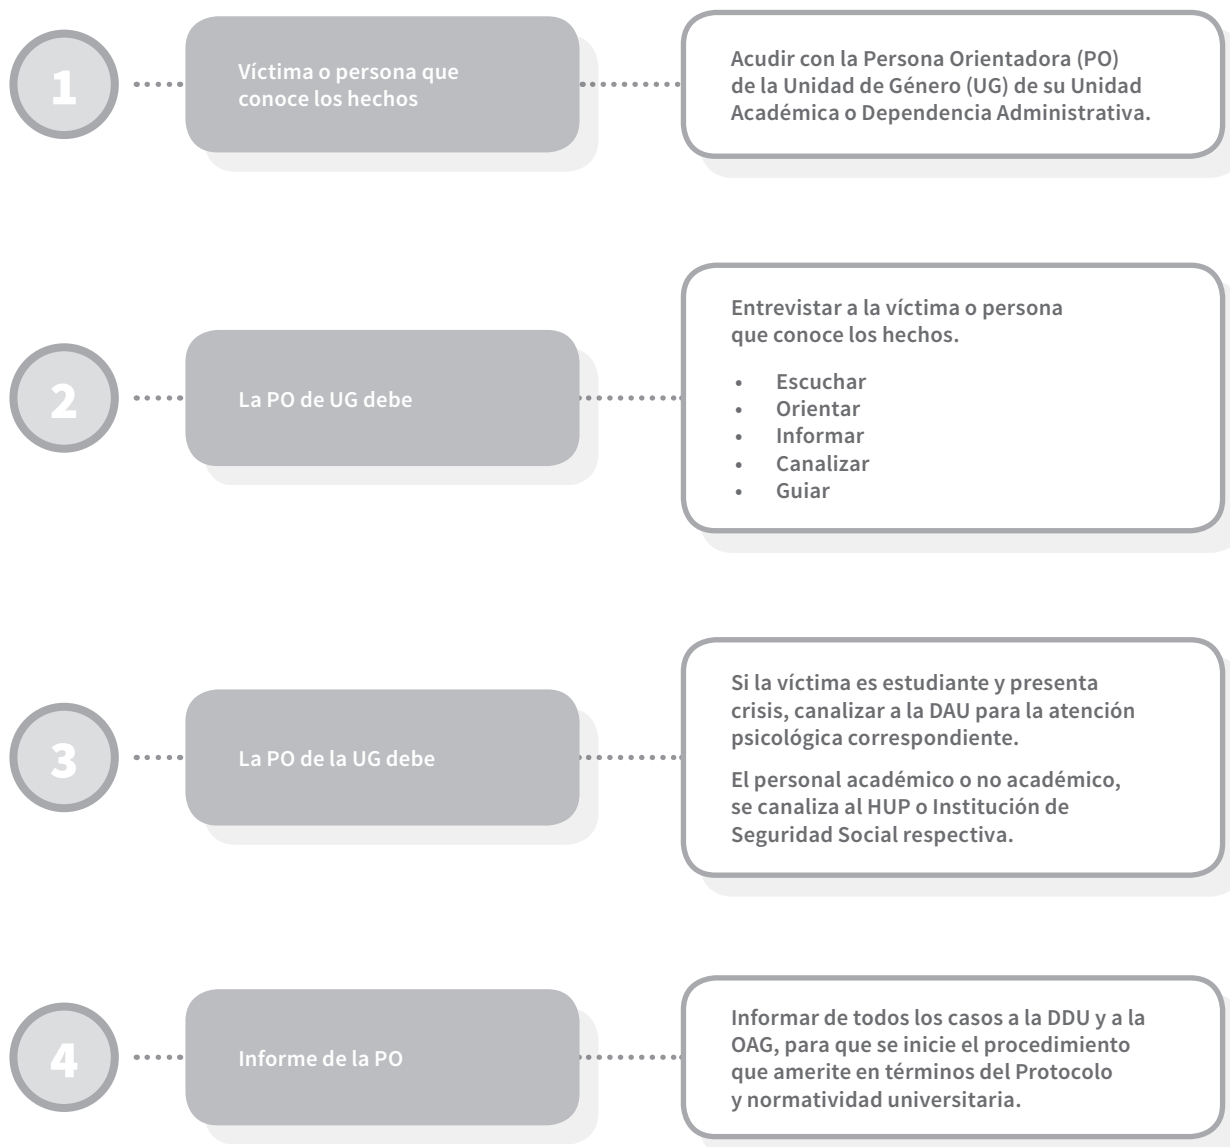 1
Víctima o persona que
conoce los hechos
Acudir con la Persona Orientadora (PO)
de la Unidad de Género (UG) de su Unidad
Académica o Dependencia Administrativa.
2
La PO de UG debe
Entrevistar a la víctima o persona
que conoce los hechos.
• Escuchar
• Orientar
• Informar
• Canalizar
• Guiar
3
La PO de la UG debe
Si la víctima es estudiante y presenta
crisis, canalizar a la DAU para la atención
psicológica correspondiente.
El personal académico o no académico,
se canaliza al HUP o Institución de
Seguridad Social respectiva.
4
Informe de la PO
Informar de todos los casos a la DDU y a la
OAG, para que se inicie el procedimiento
que amerite en términos del Protocolo
y normatividad universitaria.